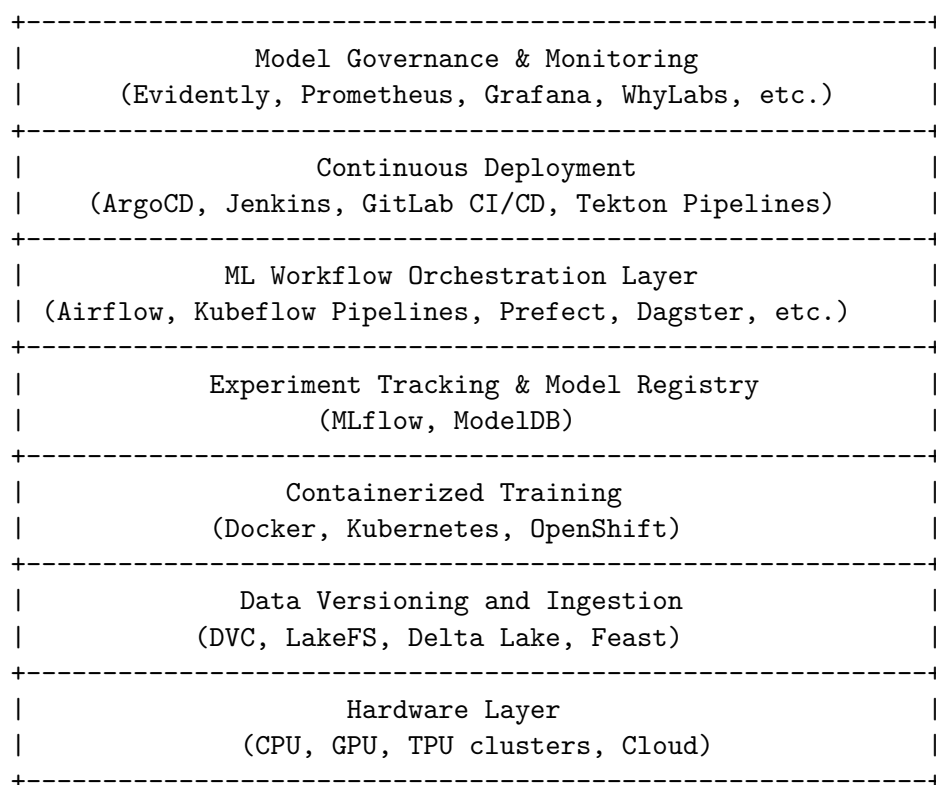 +-----------------------------------------------------------+
| Model Governance & Monitoring |
| (Evidently, Prometheus, Grafana, WhyLabs, etc.) |
+-----------------------------------------------------------+
| Continuous Deployment |
| (ArgoCD, Jenkins, GitLab CI/CD, Tekton Pipelines) |
+-----------------------------------------------------------+
| ML Workflow Orchestration Layer |
| (Airflow, Kubeflow Pipelines, Prefect, Dagster, etc.) |
+-----------------------------------------------------------+
| Experiment Tracking & Model Registry |
| (MLflow, ModelDB) |
+-----------------------------------------------------------+
| Containerized Training |
| (Docker, Kubernetes, OpenShift) |
+-----------------------------------------------------------+
| Data Versioning and Ingestion |
| (DVC, LakeFS, Delta Lake, Feast) |
+-----------------------------------------------------------+
| Hardware Layer |
| (CPU, GPU, TPU clusters, Cloud) |
+-----------------------------------------------------------+